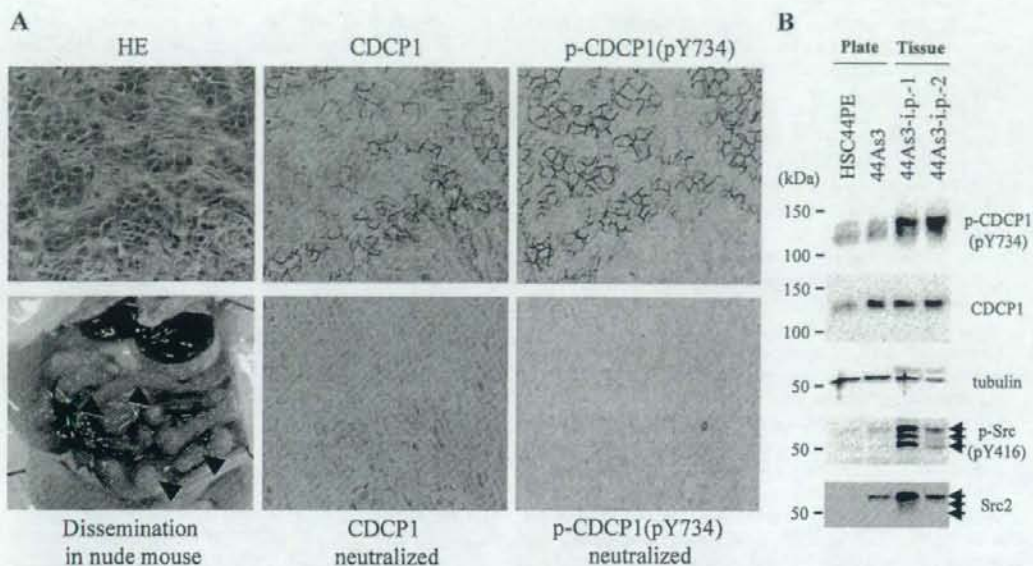 A
HE
CDCP1
p-CDCP1(pY734)
Dissemination
in nude mouse
CDCP1
neutralized
p-CDCP1(pY734)
neutralized
B
Plate Tissue
HSC44PE
44As3
44As3-i.p.-1
44As3-i.p.-2
(kDa)
150
100
p-CDCP1
(pY734)
150
100
CDCP1
50
tubulin
50
p-Src
(pY416)
50
Src2